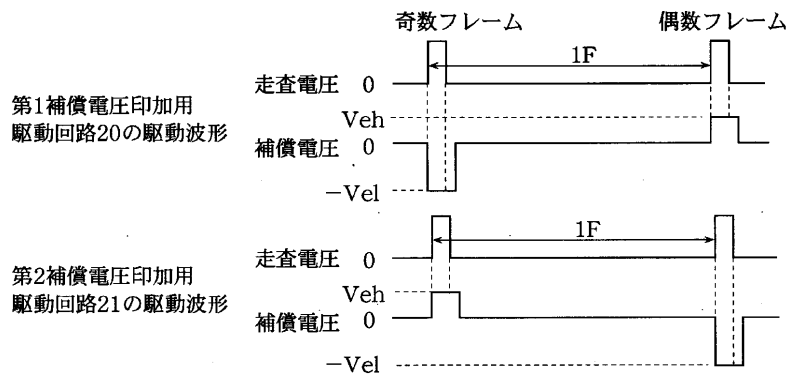 奇数フレーム
偶数フレーム
1F
走査電圧 0
第1補償電圧印加用
駆動回路20の駆動波形
Veh
補償電圧 0
−Vel
1F
走査電圧 0
第2補償電圧印加用
駆動回路21の駆動波形
Veh
補償電圧 0
−Vel